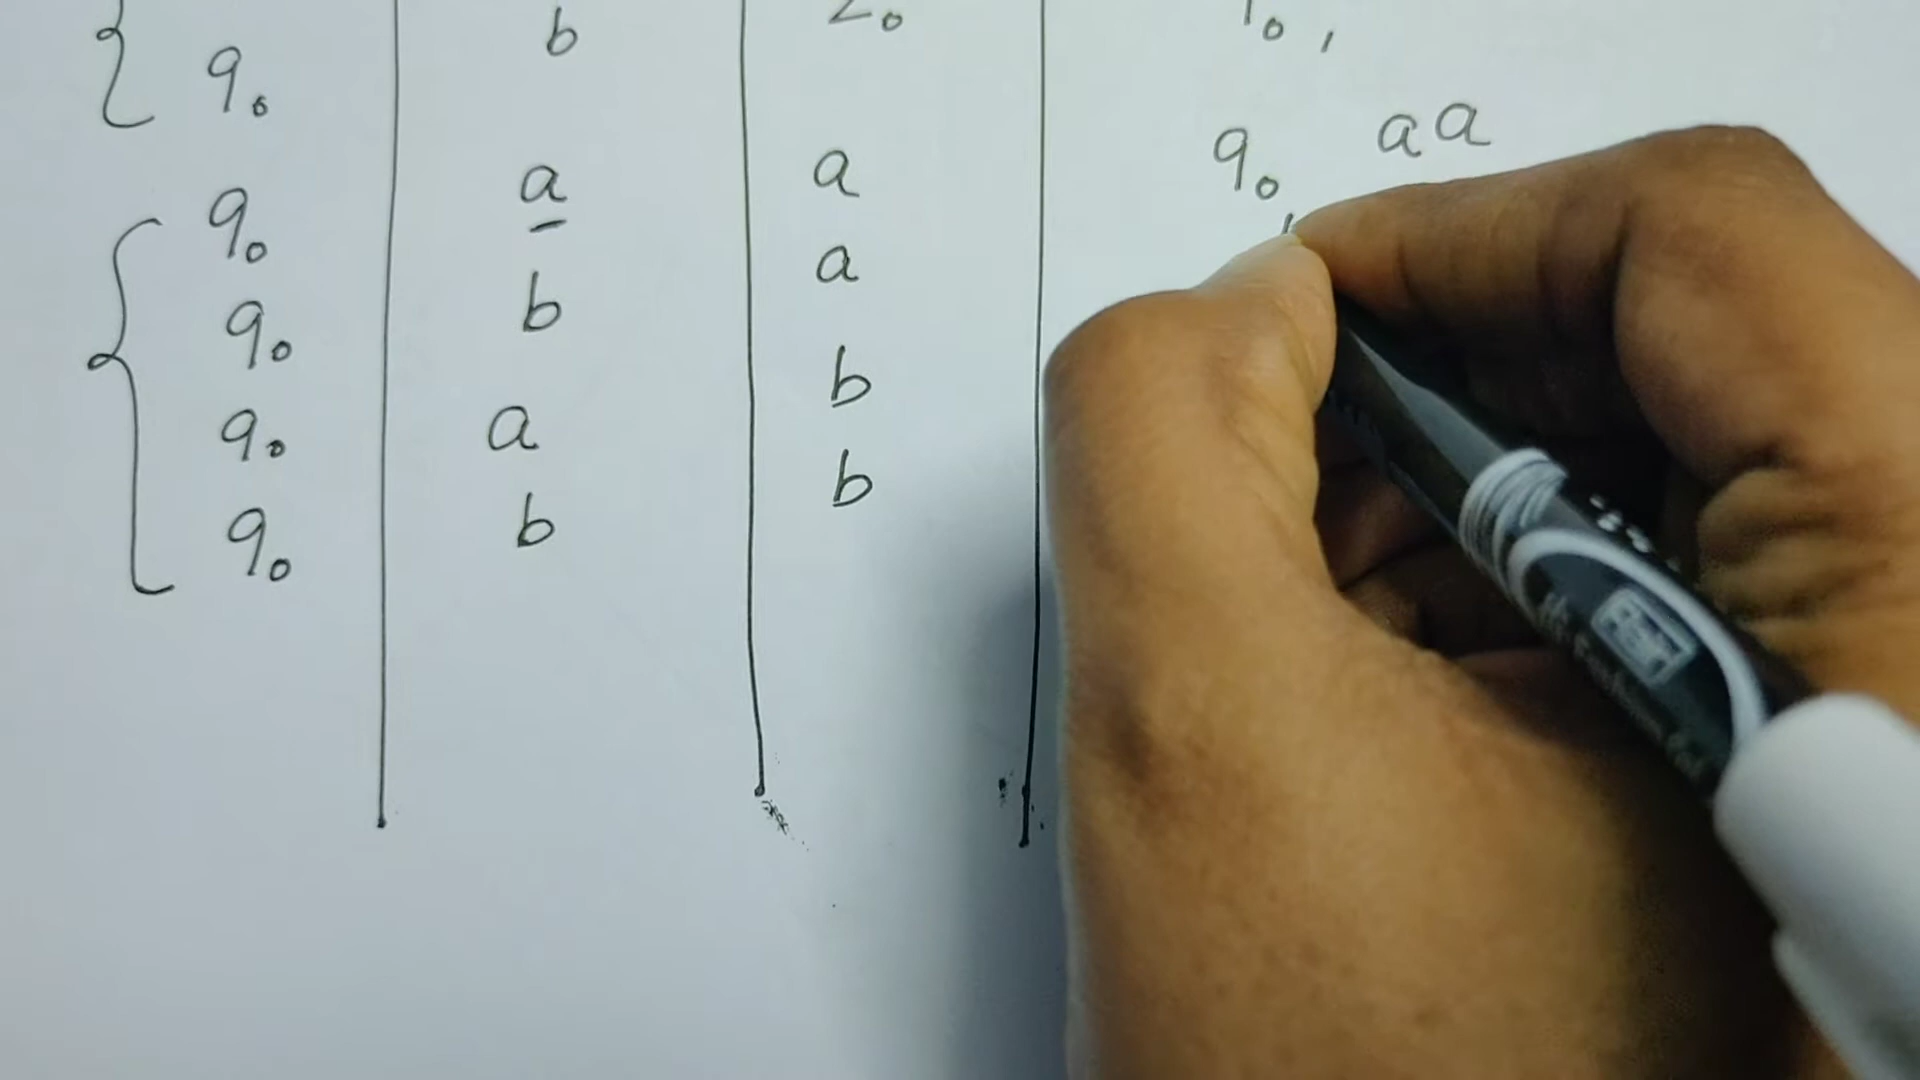 q₀ b Z₀ q₀,
q₀ a a q₀ aa
q₀ b a
q₀ a b
q₀ b b